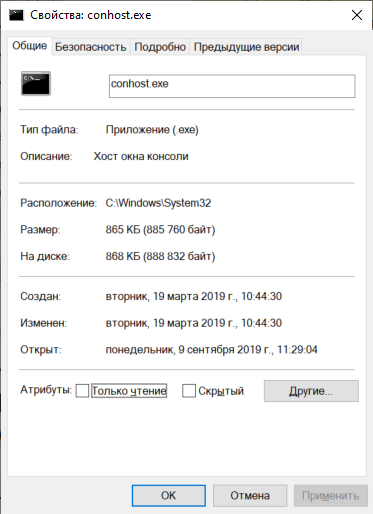 Свойства: conhost.exe
Общие Безопасность Подробно Предыдущие версии
C:\.
conhost.exe
Тип файла: Приложение (.exe)
Описание: Хост окна консоли
Расположение: C:\Windows\System32
Размер: 865 КБ (885 760 байт)
На диске: 868 КБ (888 832 байт)
Создан: вторник, 19 марта 2019 г., 10:44:30
Изменен: вторник, 19 марта 2019 г., 10:44:30
Открыт: понедельник, 9 сентября 2019 г., 11:29:04
Атрибуты: Только чтение Скрытый Другие...
OK Отмена Применить